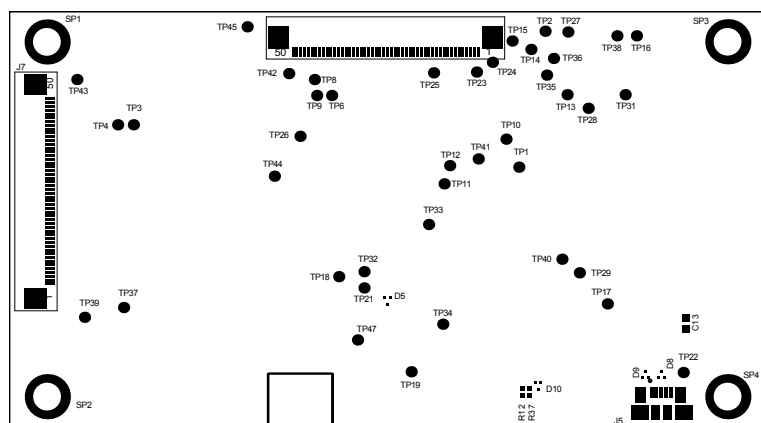 SP1
TP45
TP2
TP27
SP3
TP15
TP38
TP16
50
1
TP14
J7
TP24
TP36
TP42
TP8
TP25
TP23
TP35
50
TP43
TP9
TP6
TP13
TP31
TP3
TP28
TP4
TP26
TP10
TP41
TP12
TP1
TP44
TP11
TP33
TP40
TP32
TP18
TP29
TP21
D5
1
TP37
TP17
TP39
TP34
C13
TP47
D9
D8
TP22
TP19
SP4
D10
SP2
R12
R37
J5